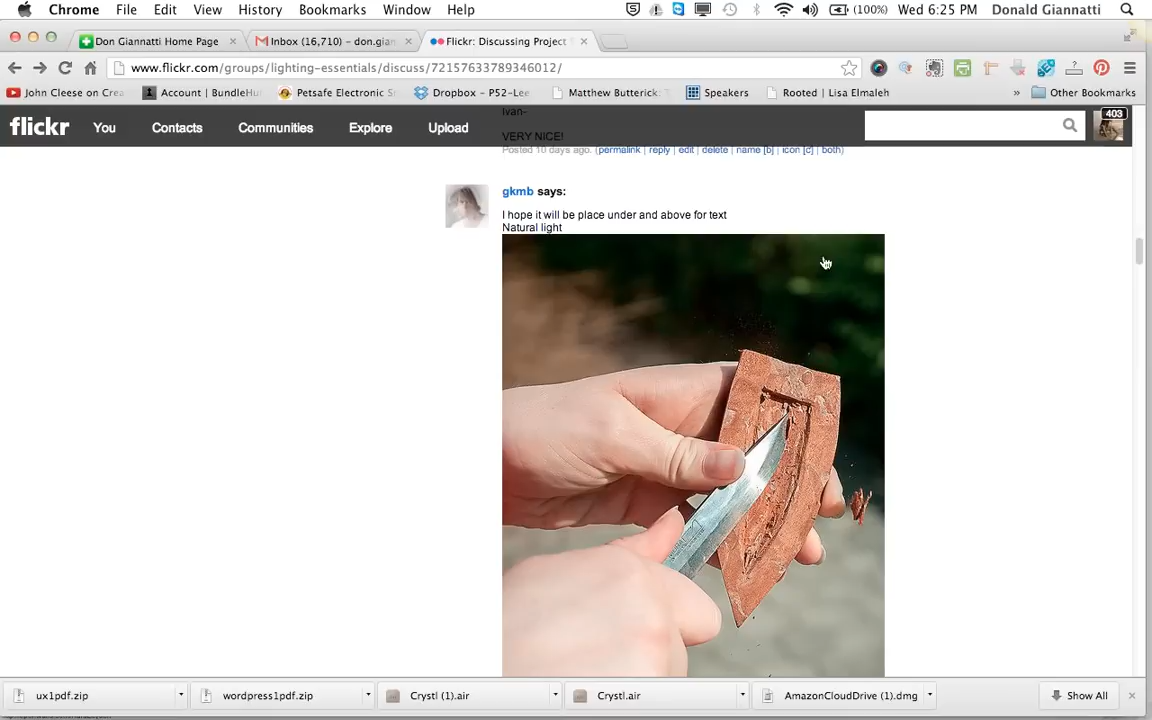 Chrome File Edit View History Bookmarks Window Help (100%) Wed 6:25 PM Donald Giannatti
Don Giannatti Home Page Inbox (16,710) – don.gian Flickr: Discussing Project
www.flickr.com/groups/lighting-essentials/discuss/72157633789346012/
John Cleese on Crea Account | BundleHu Petsafe Electronic S Dropbox – P52–Lee Matthew Butterick: Speakers Rooted | Lisa Elmaleh » Other Bookmarks
Ivan-
flickr You Contacts Communities Explore Upload 403
VERY NICE!
Posted 10 days ago. (permalink | reply | edit | delete | name [b] | icon [c] | both)
gkmb says:
I hope it will be place under and above for text
Natural light
ux1pdf.zip wordpress1pdf.zip Crystl (1).air Crystl.air AmazonCloudDrive (1).dmg Show All